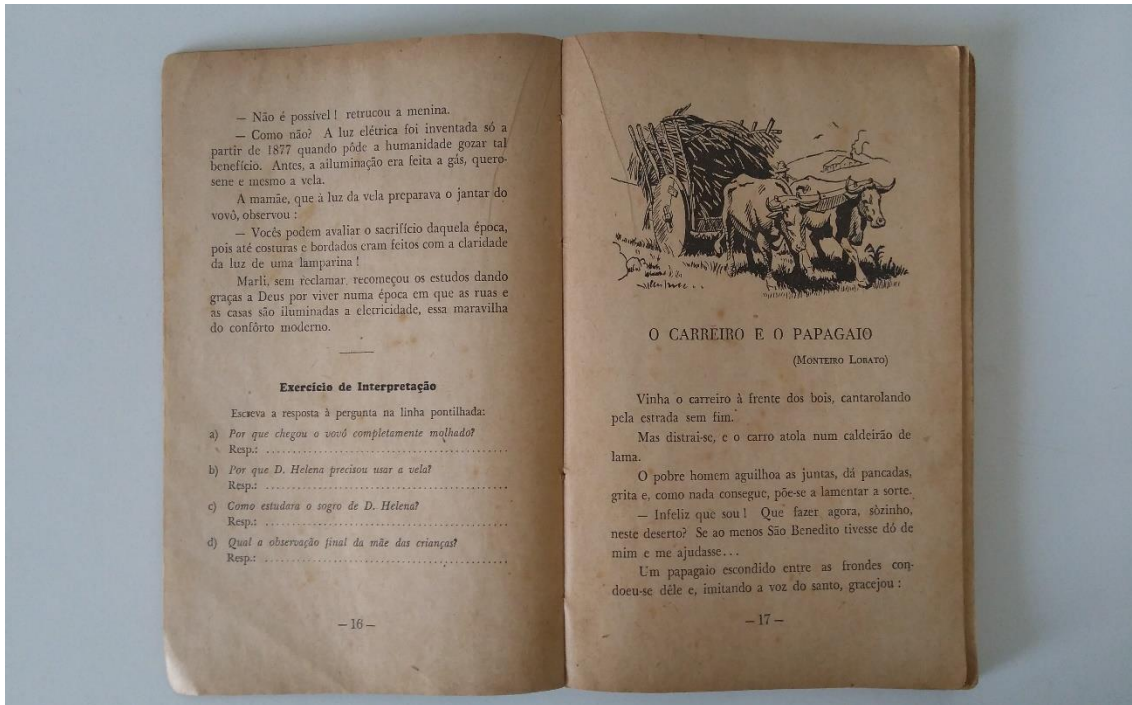 — Não é possível! retrucou a menina.
— Como não? A luz elétrica foi inventada só a
partir de 1877 quando pôde a humanidade gozar tal
benefício. Antes, a ailuminação era feita a gás, quero-
sene e mesmo a vela.
A mamãe, que à luz da vela preparava o jantar do
vovô, observou :
— Vocês podem avaliar o sacrifício daquela época,
pois até costuras e bordados eram feitos com a claridade
da luz de uma lamparina !
Marli, sem reclamar recomeçou os estudos dando
graças a Deus por viver numa época em que as ruas e
as casas são iluminadas a eletricidade, essa maravilha
do confôrto moderno.
Exercício de Interpretação
Escreva a resposta à pergunta na linha pontilhada:
a) Por que chegou o vovô completamente molhado?
Resp.: ........................................
b) Por que D. Helena precisou usar a vela?
Resp.: ........................................
c) Como estudara o sogro de D. Helena?
Resp.: ........................................
d) Qual a observação final da mãe das crianças?
Resp.: ........................................
— 16 —
O CARREIRO E O PAPAGAIO
(MONTEIRO LOBATO)
Vinha o carreiro à frente dos bois, cantarolando
pela estrada sem fim.
Mas distrai-se, e o carro atola num caldeirão de
lama.
O pobre homem aguilhoa as juntas, dá pancadas,
grita e, como nada consegue, põe-se a lamentar a sorte.
— Infeliz que sou ! Que fazer agora, sòzinho,
neste deserto? Se ao menos São Benedito tivesse dó de
mim e me ajudasse...
Um papagaio escondido entre as frondes con-
doeu-se dêle e, imitando a voz do santo, gracejou :
— 17 —